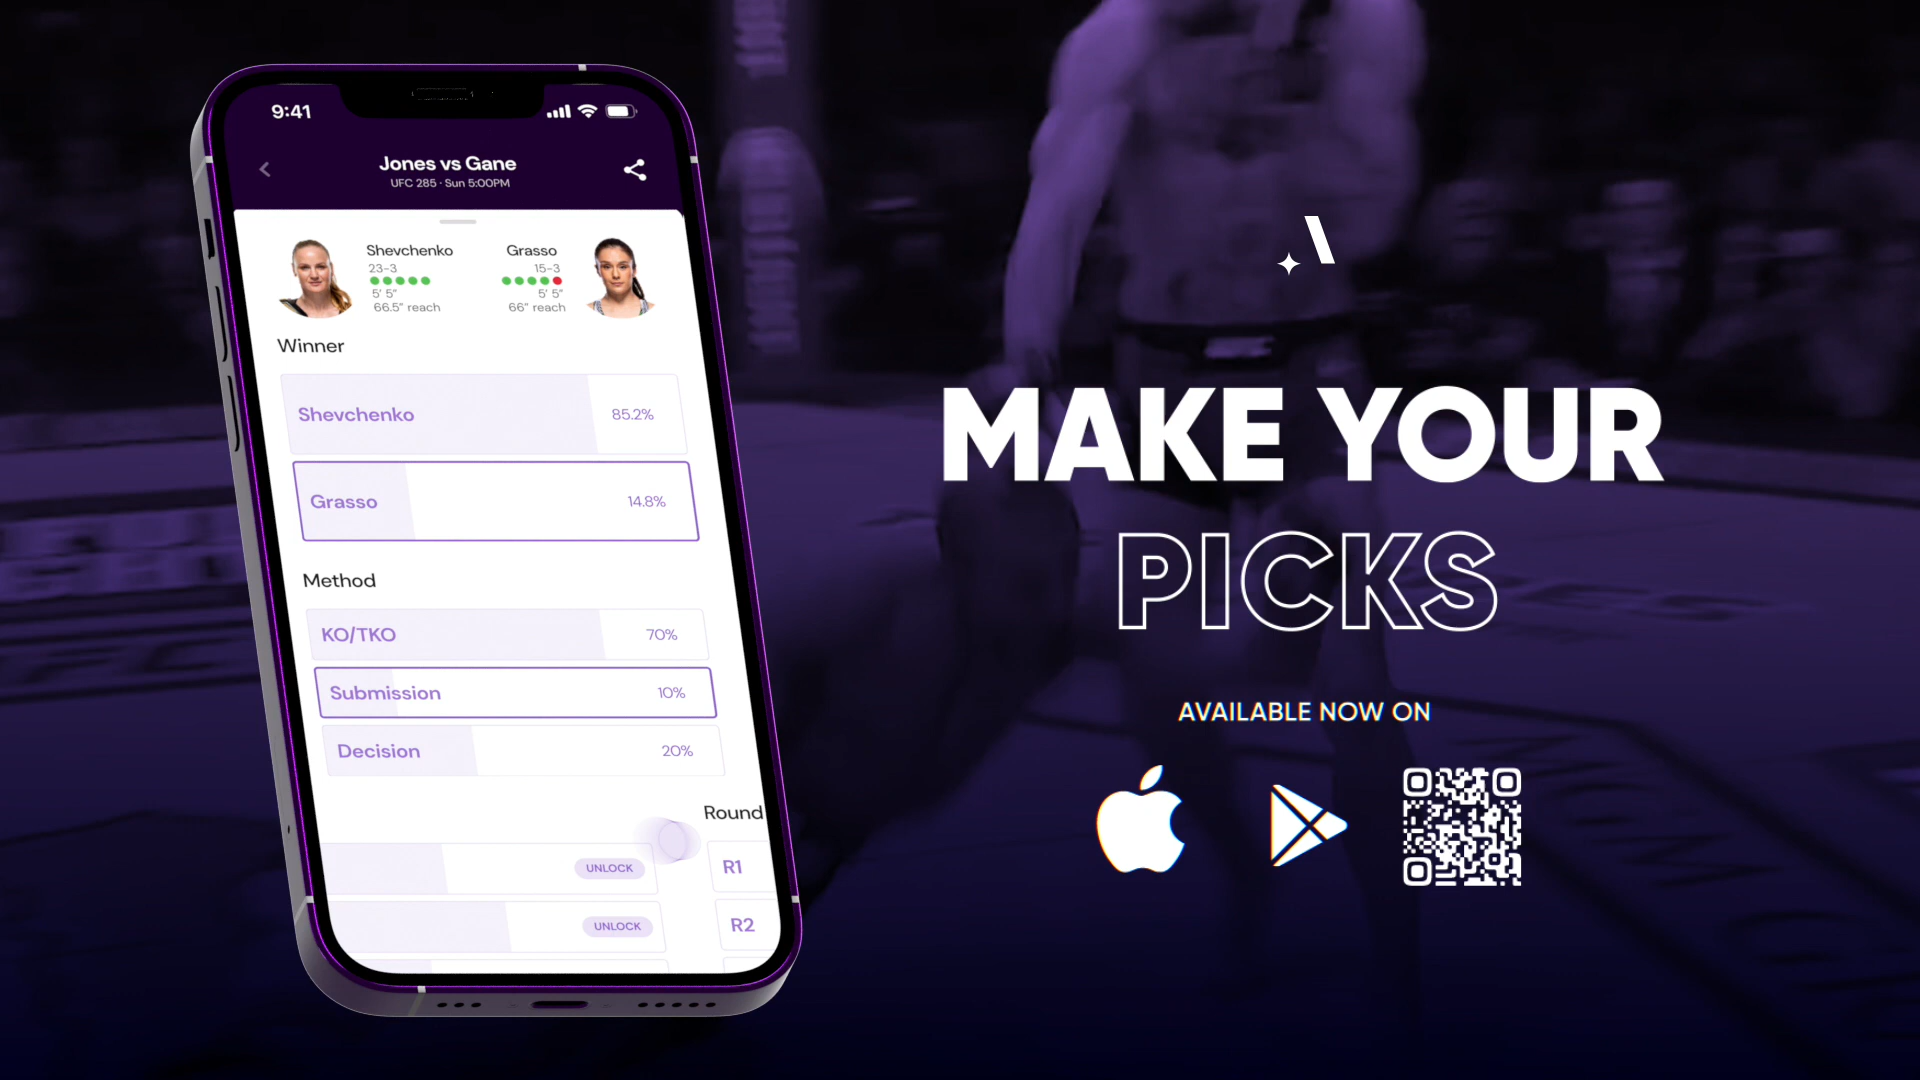 9:41
Jones vs Gane
UFC 285 · Sun 5:00PM
Shevchenko
23-3
5' 5"
66.5" reach
Grasso
15-3
5' 5"
66" reach
Winner
Shevchenko 85.2%
Grasso 14.8%
Method
KO/TKO 70%
Submission 10%
Decision 20%
Round
UNLOCK
R1
UNLOCK
R2
MAKE YOUR
PICKS
AVAILABLE NOW ON